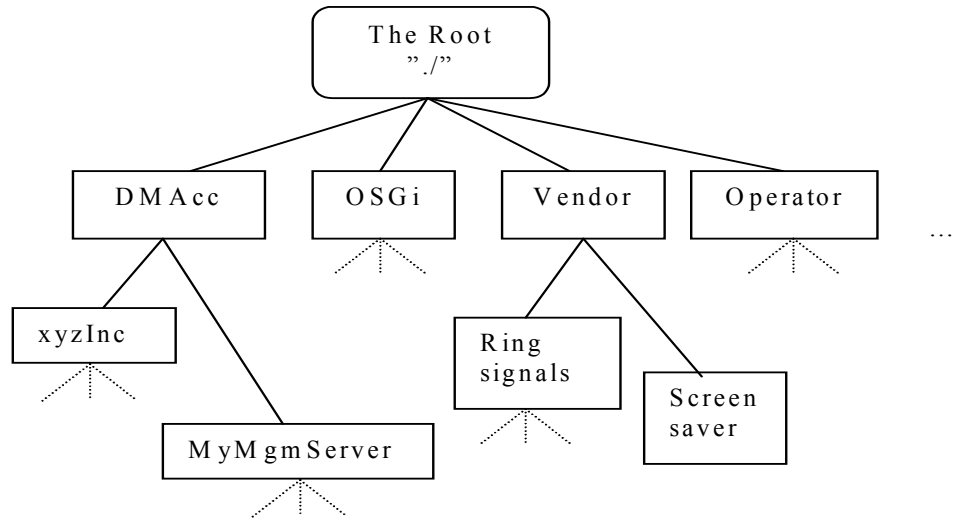 The Root
”./”
DMAcc
OSGi
Vendor
Operator
...
xyzInc
Ring
signals
Screen
saver
MyMgmServer